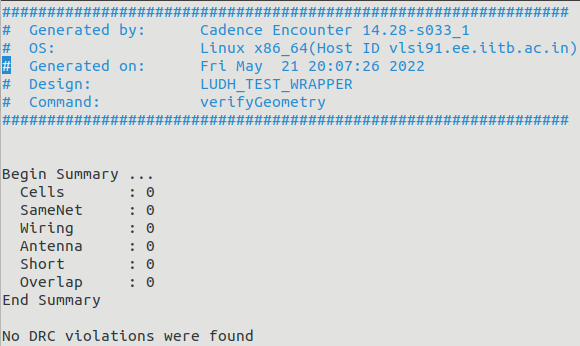 ###############################################################
#  Generated by:      Cadence Encounter 14.28-s033_1
#  OS:                Linux x86_64(Host ID vlsi91.ee.iitb.ac.in)
#  Generated on:      Fri May  21 20:07:26 2022
#  Design:            LUDH_TEST_WRAPPER
#  Command:           verifyGeometry
###############################################################
Begin Summary ...
  Cells       : 0
  SameNet     : 0
  Wiring      : 0
  Antenna     : 0
  Short       : 0
  Overlap     : 0
End Summary
No DRC violations were found